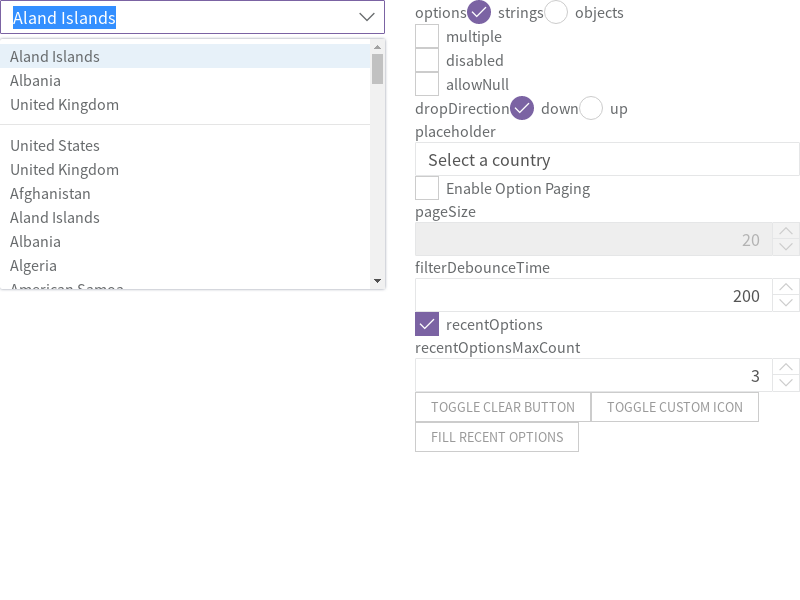 Aland Islands
Aland Islands
Albania
United Kingdom
United States
United Kingdom
Afghanistan
Aland Islands
Albania
Algeria
American Samoa
options strings objects
multiple
disabled
allowNull
dropDirection down up
placeholder
Select a country
Enable Option Paging
pageSize
20
filterDebounceTime
200
recentOptions
recentOptionsMaxCount
3
TOGGLE CLEAR BUTTON TOGGLE CUSTOM ICON
FILL RECENT OPTIONS